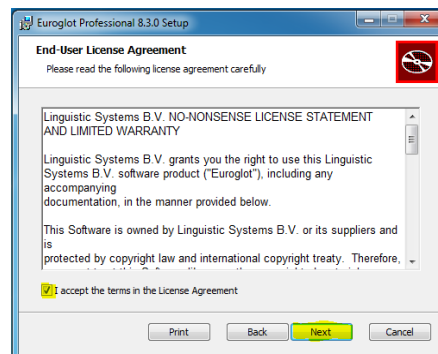 Euroglot Professional 8.3.0 Setup
End-User License Agreement
Please read the following license agreement carefully
Linguistic Systems B.V. NO-NONSENSE LICENSE STATEMENT
AND LIMITED WARRANTY
Linguistic Systems B.V. grants you the right to use this Linguistic
Systems B.V. software product ("Euroglot"), including any
accompanying
documentation, in the manner provided below.
This Software is owned by Linguistic Systems B.V. or its suppliers and
is
protected by copyright law and international copyright treaty. Therefore,
I accept the terms in the License Agreement
Print Back Next Cancel